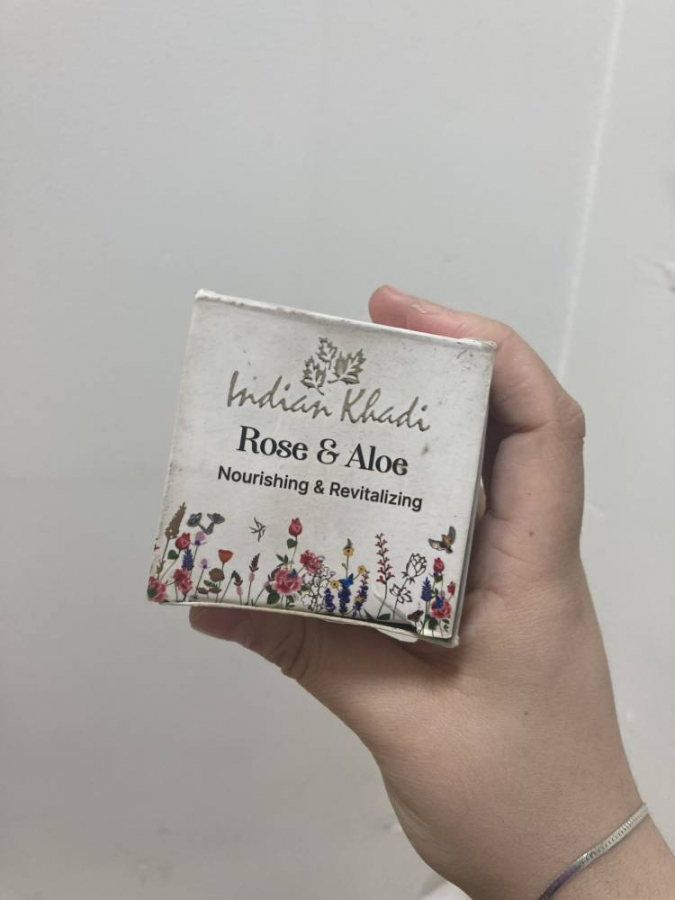 Indian Khadi
Rose & Aloe
Nourishing & Revitalizing